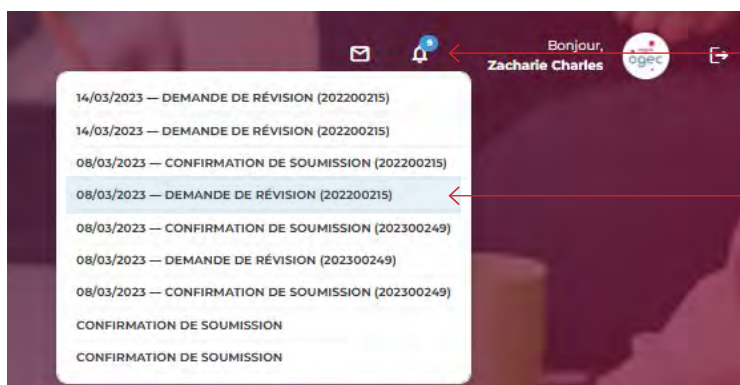 9
Bonjour,
Zacharie Charles
ogec
14/03/2023 — DEMANDE DE RÉVISION (202200215)
14/03/2023 — DEMANDE DE RÉVISION (202200215)
08/03/2023 — CONFIRMATION DE SOUMISSION (202200215)
08/03/2023 — DEMANDE DE RÉVISION (202200215)
08/03/2023 — CONFIRMATION DE SOUMISSION (202300249)
08/03/2023 — DEMANDE DE RÉVISION (202300249)
08/03/2023 — CONFIRMATION DE SOUMISSION (202300249)
CONFIRMATION DE SOUMISSION
CONFIRMATION DE SOUMISSION